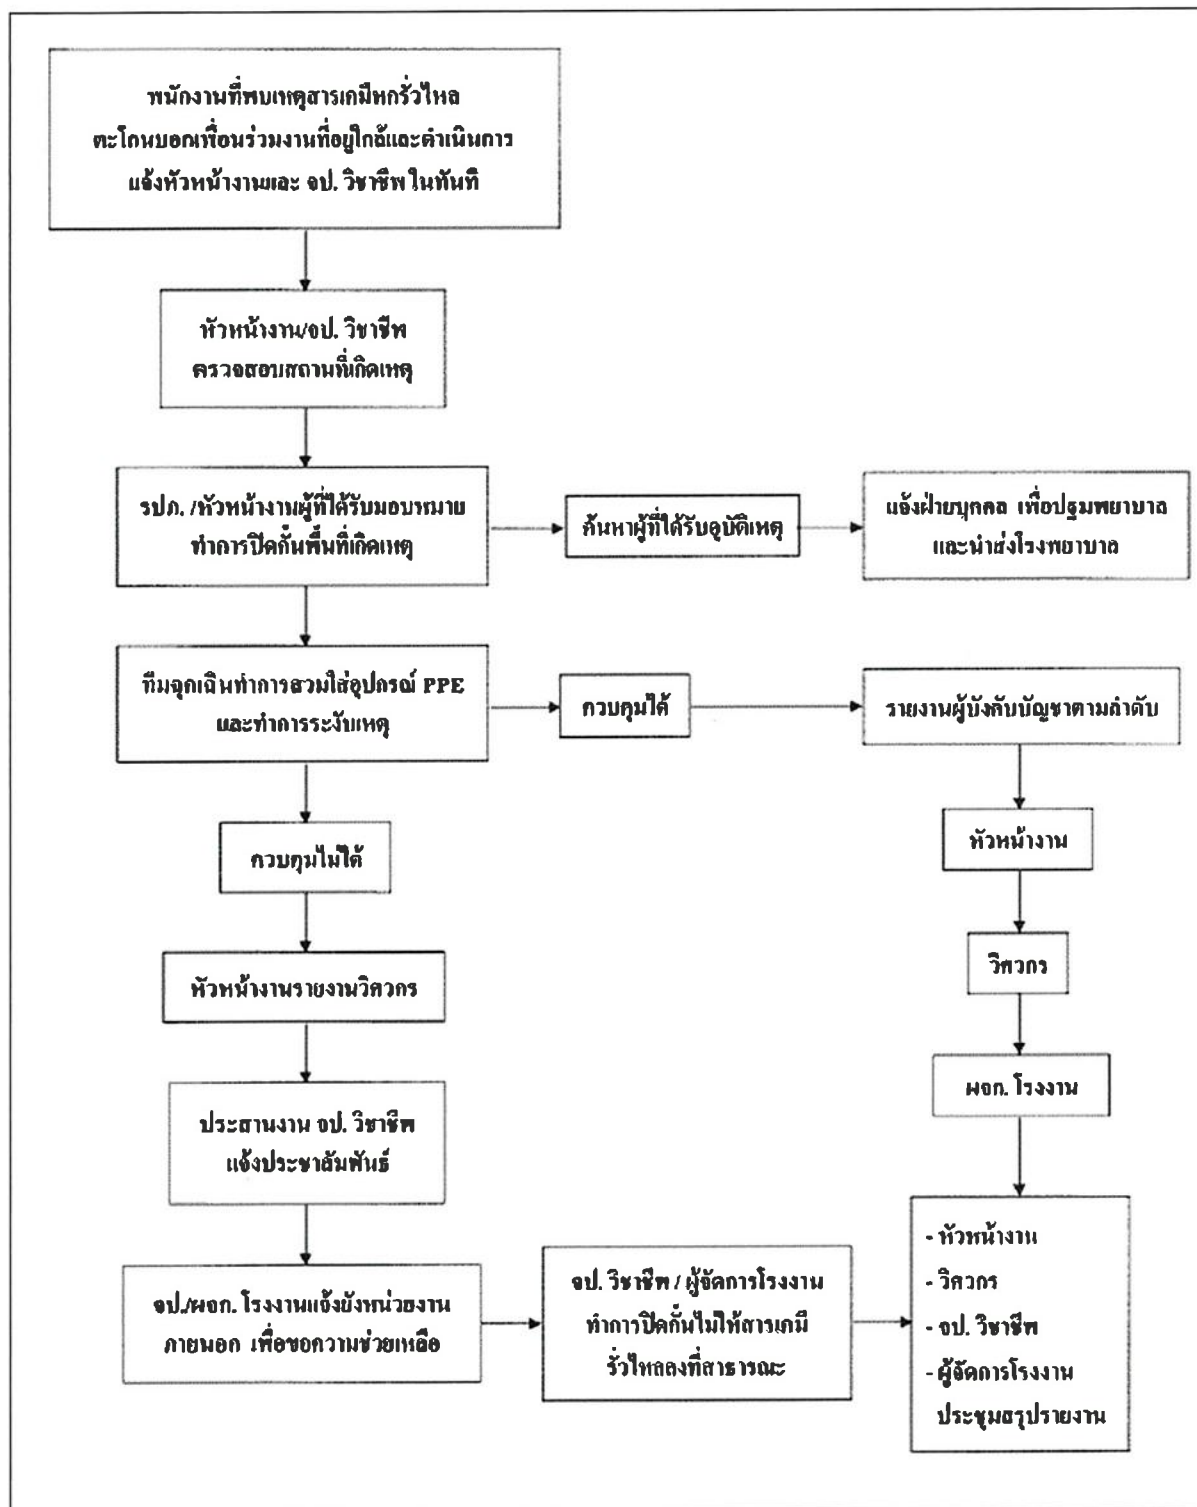 พนักงานที่พบเหตุสารเคมีหกรั่วไหล
ตะโกนบอกเพื่อนร่วมงานที่อยู่ใกล้และดำเนินการ
แจ้งหัวหน้างานและ จป. วิชาชีพ ในทันที
หัวหน้างาน/จป. วิชาชีพ
ตรวจสอบสถานที่เกิดเหตุ
รปภ. /หัวหน้างานผู้ที่ได้รับมอบหมาย
ทำการปิดกั้นพื้นที่เกิดเหตุ
ค้นหาผู้ที่ได้รับอุบัติเหตุ
แจ้งฝ่ายบุคคล เพื่อปฐมพยาบาล
และนำส่งโรงพยาบาล
ทีมฉุกเฉินทำการสวมใส่อุปกรณ์ PPE
และทำการระงับเหตุ
ควบคุมได้
รายงานผู้บังคับบัญชาตามลำดับ
หัวหน้างาน
ควบคุมไม่ได้
วิศวกร
หัวหน้างานรายงานวิศวกร
ผจก. โรงงาน
ประสานงาน จป. วิชาชีพ
แจ้งประชาสัมพันธ์
จป./ผจก. โรงงานแจ้งยังหน่วยงาน
ภายนอก เพื่อขอความช่วยเหลือ
จป. วิชาชีพ / ผู้จัดการโรงงาน
ทำการปิดกั้นไม่ให้สารเคมี
รั่วไหลลงที่สาธารณะ
- หัวหน้างาน
- วิศวกร
- จป. วิชาชีพ
- ผู้จัดการโรงงาน
ประชุมสรุปรายงาน